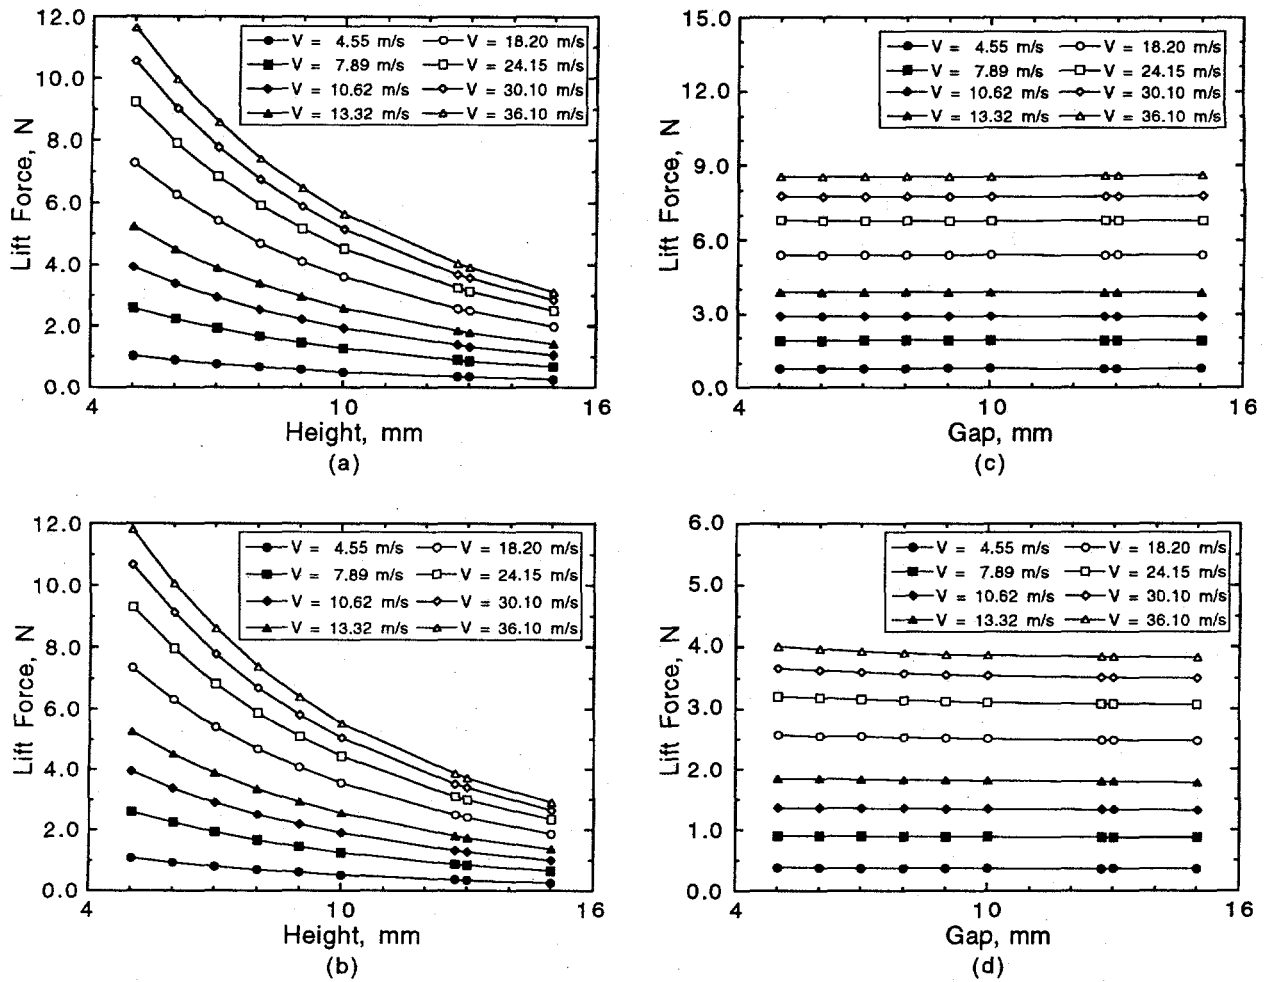 12.0
10.0
8.0
6.0
4.0
2.0
0.0
Lift Force, N
V = 4.55 m/s
V = 18.20 m/s
V = 7.89 m/s
V = 24.15 m/s
V = 10.62 m/s
V = 30.10 m/s
V = 13.32 m/s
V = 36.10 m/s
4
10
16
Height, mm
(a)
15.0
12.0
9.0
6.0
3.0
0.0
Lift Force, N
V = 4.55 m/s
V = 18.20 m/s
V = 7.89 m/s
V = 24.15 m/s
V = 10.62 m/s
V = 30.10 m/s
V = 13.32 m/s
V = 36.10 m/s
4
10
16
Gap, mm
(c)
12.0
10.0
8.0
6.0
4.0
2.0
0.0
Lift Force, N
V = 4.55 m/s
V = 18.20 m/s
V = 7.89 m/s
V = 24.15 m/s
V = 10.62 m/s
V = 30.10 m/s
V = 13.32 m/s
V = 36.10 m/s
4
10
16
Height, mm
(b)
6.0
5.0
4.0
3.0
2.0
1.0
0.0
Lift Force, N
V = 4.55 m/s
V = 18.20 m/s
V = 7.89 m/s
V = 24.15 m/s
V = 10.62 m/s
V = 30.10 m/s
V = 13.32 m/s
V = 36.10 m/s
4
10
16
Gap, mm
(d)